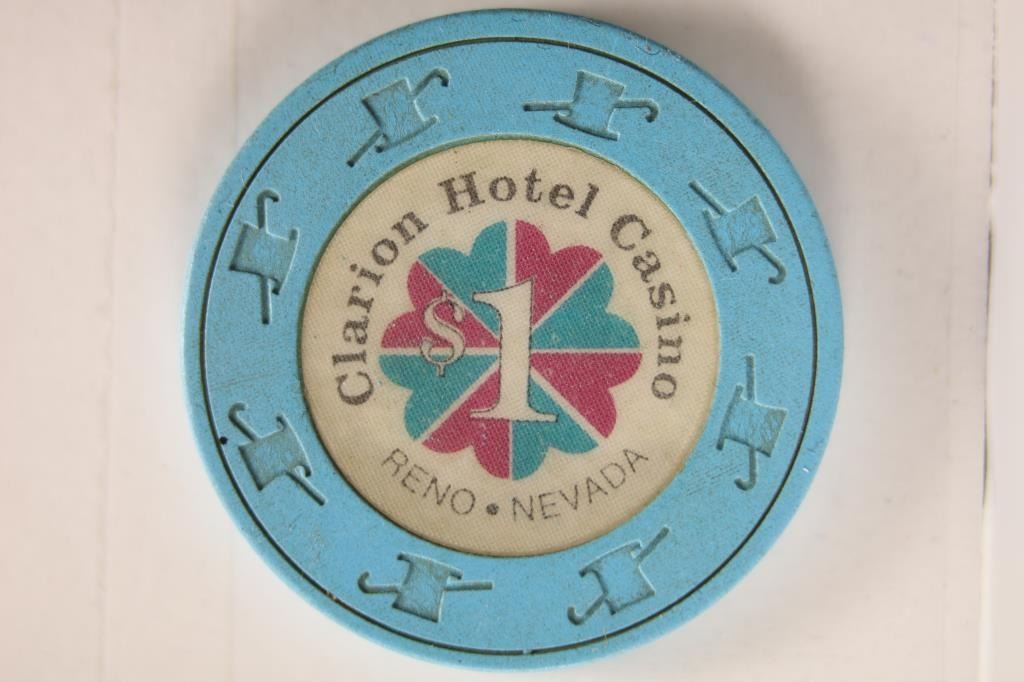 Clarion Hotel Casino
$1
RENO • NEVADA